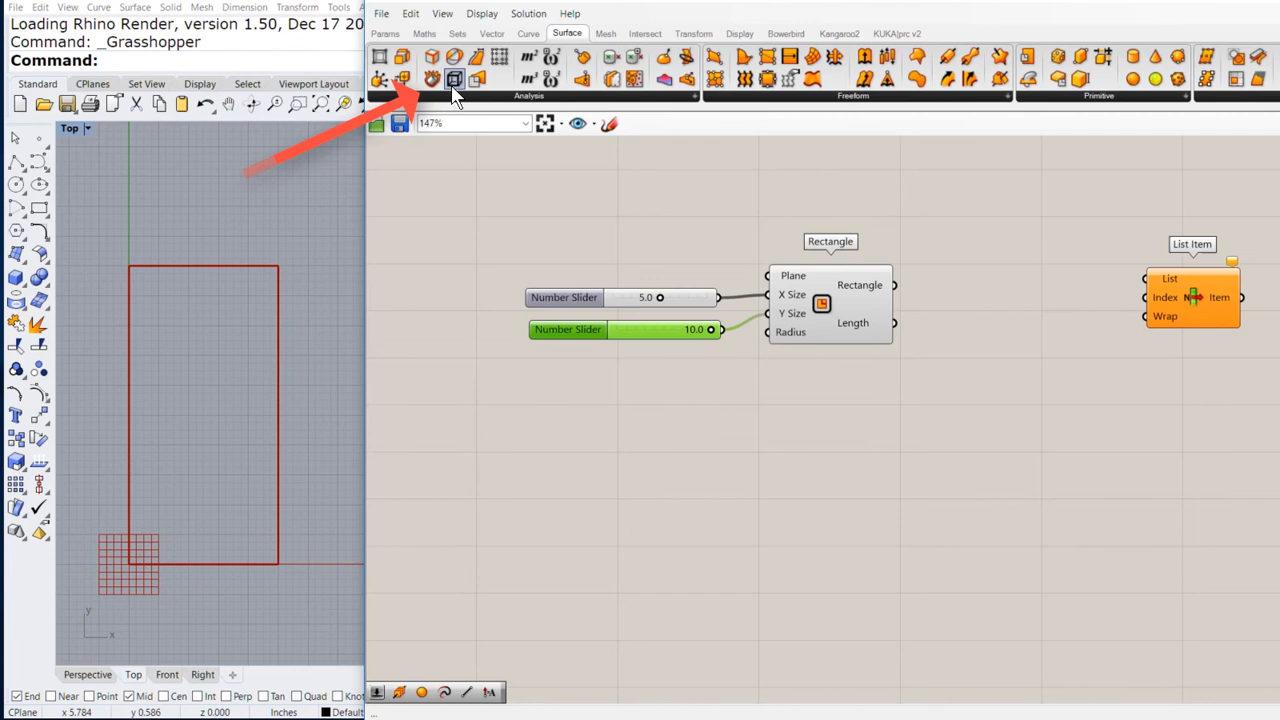 File Edit View Curve Surface Solid Mesh Dimension Transform Tools
Loading Rhino Render, version 1.50, Dec 17 20
Command: _Grasshopper
Command:
Standard CPlanes Set View Display Select Viewport Layout
Top
y
x
Perspective Top Front Right
End Near Point Mid Cen Int Perp Tan Quad Knot
CPlane x 5.784 y 0.586 z 0.000 Inches Default
File Edit View Display Solution Help
Params Maths Sets Vector Curve Surface Mesh Intersect Transform Display Bowerbird Kangaroo2 KUKA|prc v2
Analysis Freeform Primitive
147%
Rectangle
List Item
Number Slider 5.0
Number Slider 10.0
Plane
X Size
Y Size
Radius
Rectangle
Length
List
Index
Wrap
Item
...